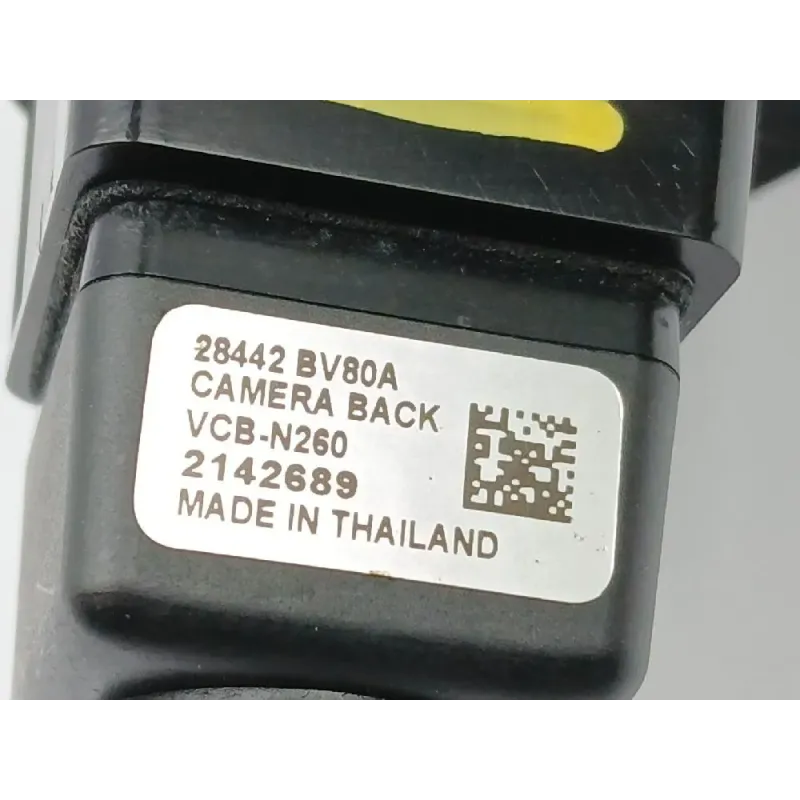 28442 BV80A
CAMERA BACK
VCB-N260
2142689
MADE IN THAILAND